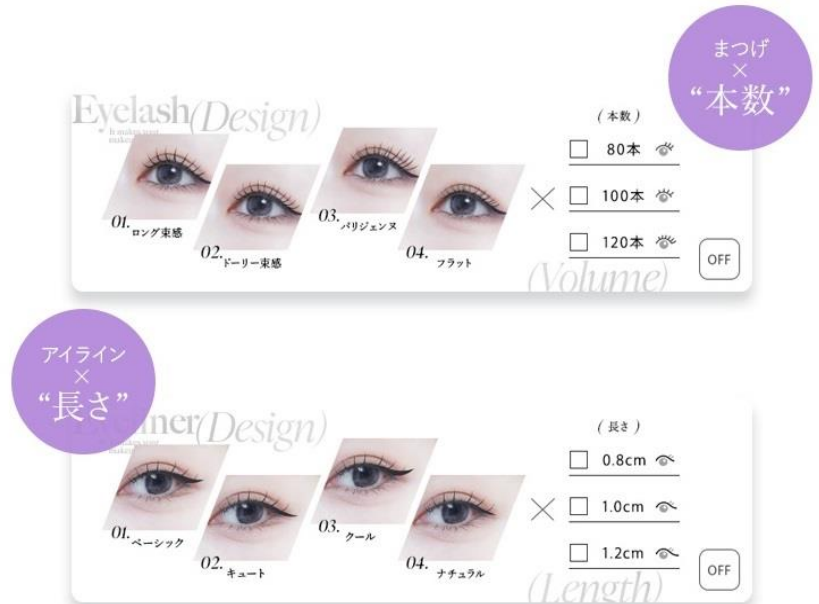 まつげ
×
“本数”
Eyelash(Design)
It makes your
01.
ロング束感
02.
ドーリー束感
03.
パリジェンヌ
04.
フラット
×
(本数)
80本
100本
120本
(Volume)
OFF
アイライン
×
“長さ”
ner(Design)
01.
ベーシック
02.
キュート
03.
クール
04.
ナチュラル
×
(長さ)
0.8cm
1.0cm
1.2cm
(Length)
OFF